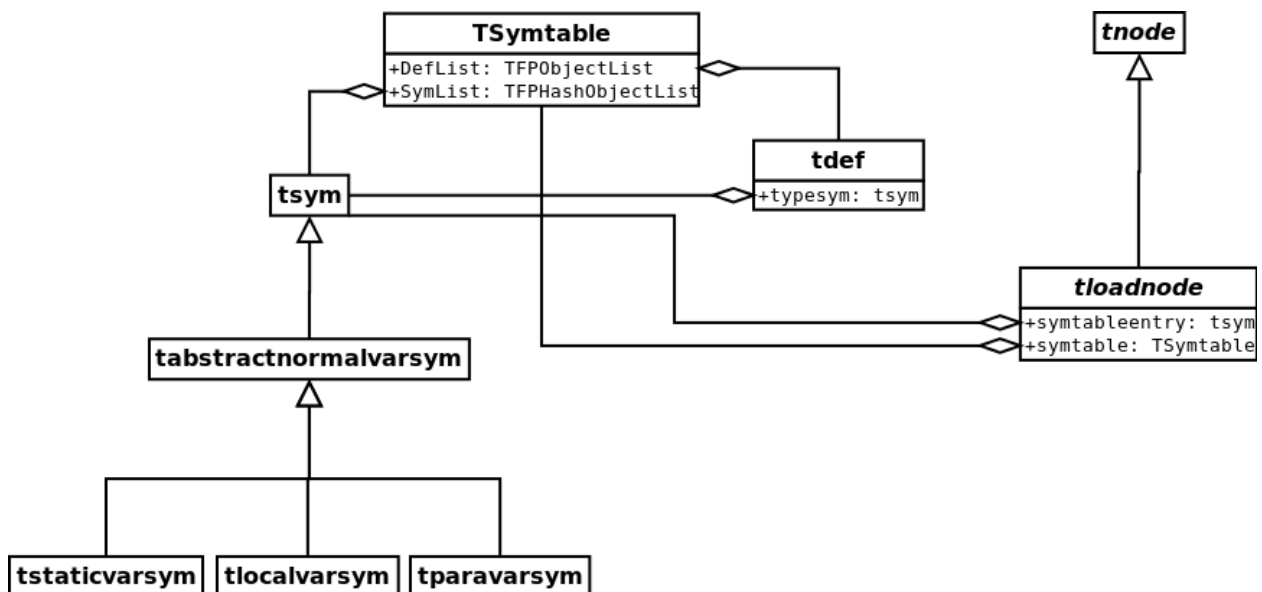 TSymtable
+DefList: TFPObjectList
+SymList: TFPHashObjectList
tnode
tdef
+typesym: tsym
tsym
tloadnode
+symtableentry: tsym
+symtable: TSymtable
tabstractnormalvarsym
tstaticvarsym
tlocalvarsym
tparavarsym